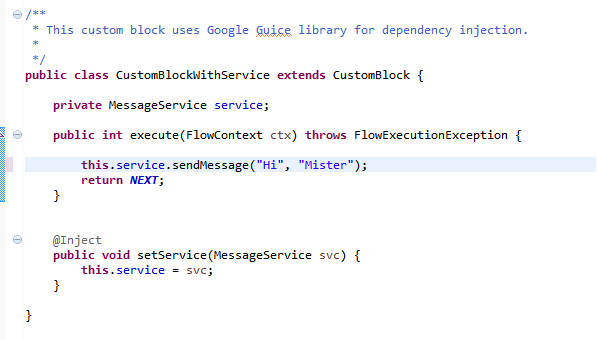 /**
 * This custom block uses Google Guice library for dependency injection.
 *
 */
public class CustomBlockWithService extends CustomBlock {
    private MessageService service;
    public int execute(FlowContext ctx) throws FlowExecutionException {
        this.service.sendMessage("Hi", "Mister");
        return NEXT;
    }
    @Inject
    public void setService(MessageService svc) {
        this.service = svc;
    }
}